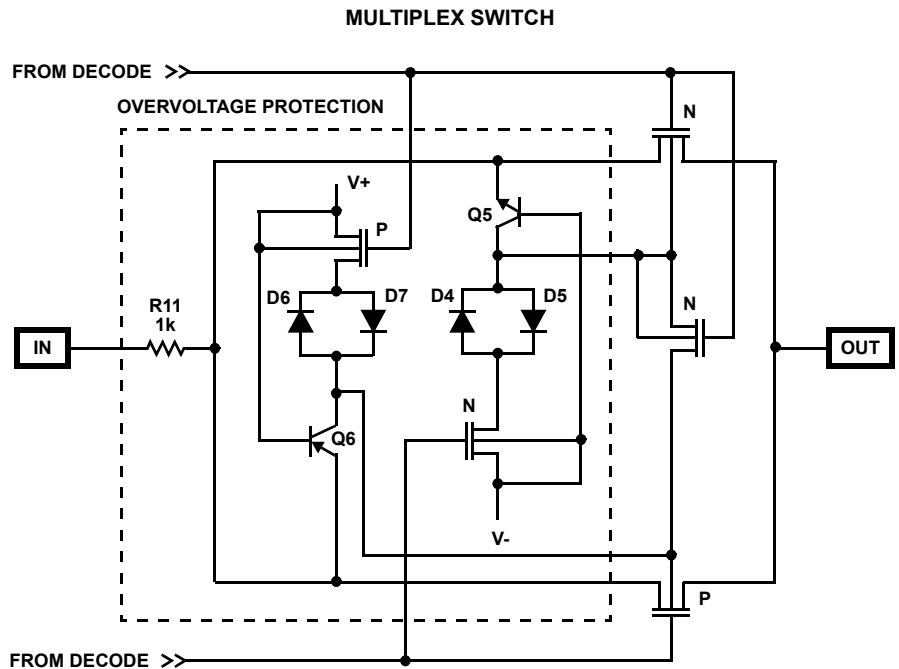 MULTIPLEX SWITCH
FROM DECODE
OVERVOLTAGE PROTECTION
N
V+
Q5
P
D6
D7
D4
D5
N
R11
1k
IN
OUT
N
Q6
V-
P
FROM DECODE